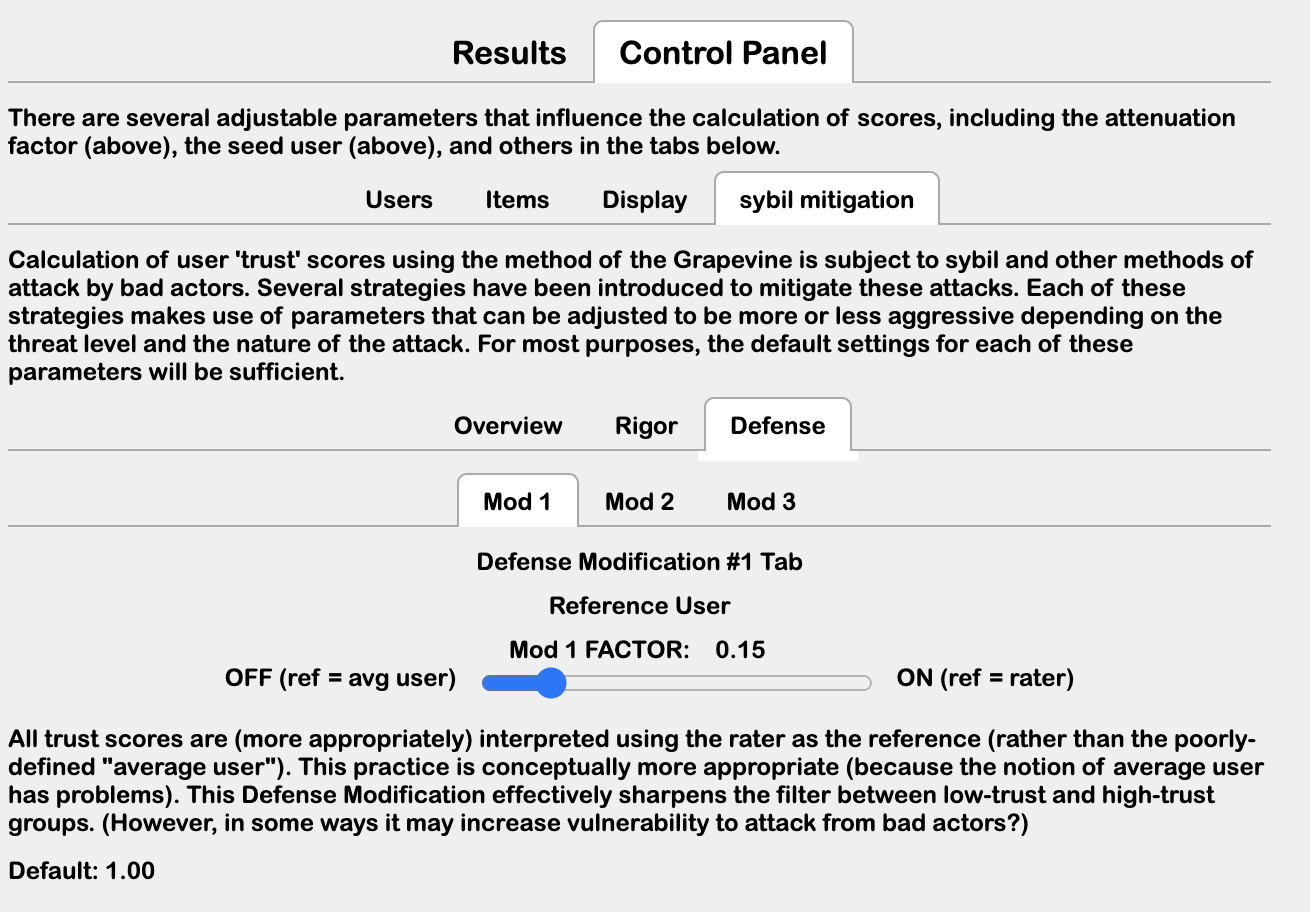 Results Control Panel
There are several adjustable parameters that influence the calculation of scores, including the attenuation
factor (above), the seed user (above), and others in the tabs below.
Users Items Display sybil mitigation
Calculation of user 'trust' scores using the method of the Grapevine is subject to sybil and other methods of
attack by bad actors. Several strategies have been introduced to mitigate these attacks. Each of these
strategies makes use of parameters that can be adjusted to be more or less aggressive depending on the
threat level and the nature of the attack. For most purposes, the default settings for each of these
parameters will be sufficient.
Overview Rigor Defense
Mod 1 Mod 2 Mod 3
Defense Modification #1 Tab
Reference User
Mod 1 FACTOR: 0.15
OFF (ref = avg user) ON (ref = rater)
All trust scores are (more appropriately) interpreted using the rater as the reference (rather than the poorly-
defined "average user"). This practice is conceptually more appropriate (because the notion of average user
has problems). This Defense Modification effectively sharpens the filter between low-trust and high-trust
groups. (However, in some ways it may increase vulnerability to attack from bad actors?)
Default: 1.00